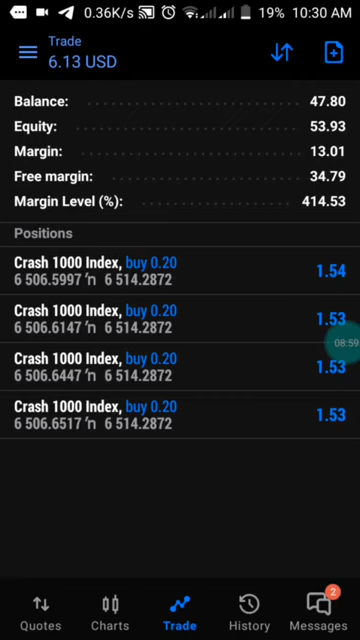 0.36K/s 19% 10:30 AM
Trade
6.13 USD
Balance: 47.80
Equity: 53.93
Margin: 13.01
Free margin: 34.79
Margin Level (%): 414.53
Positions
Crash 1000 Index, buy 0.20 1.54
6 506.5997 'n 6 514.2872
Crash 1000 Index, buy 0.20 1.53
6 506.6147 'n 6 514.2872
08:59
Crash 1000 Index, buy 0.20 1.53
6 506.6447 'n 6 514.2872
Crash 1000 Index, buy 0.20 1.53
6 506.6517 'n 6 514.2872
2
Quotes Charts Trade History Messages